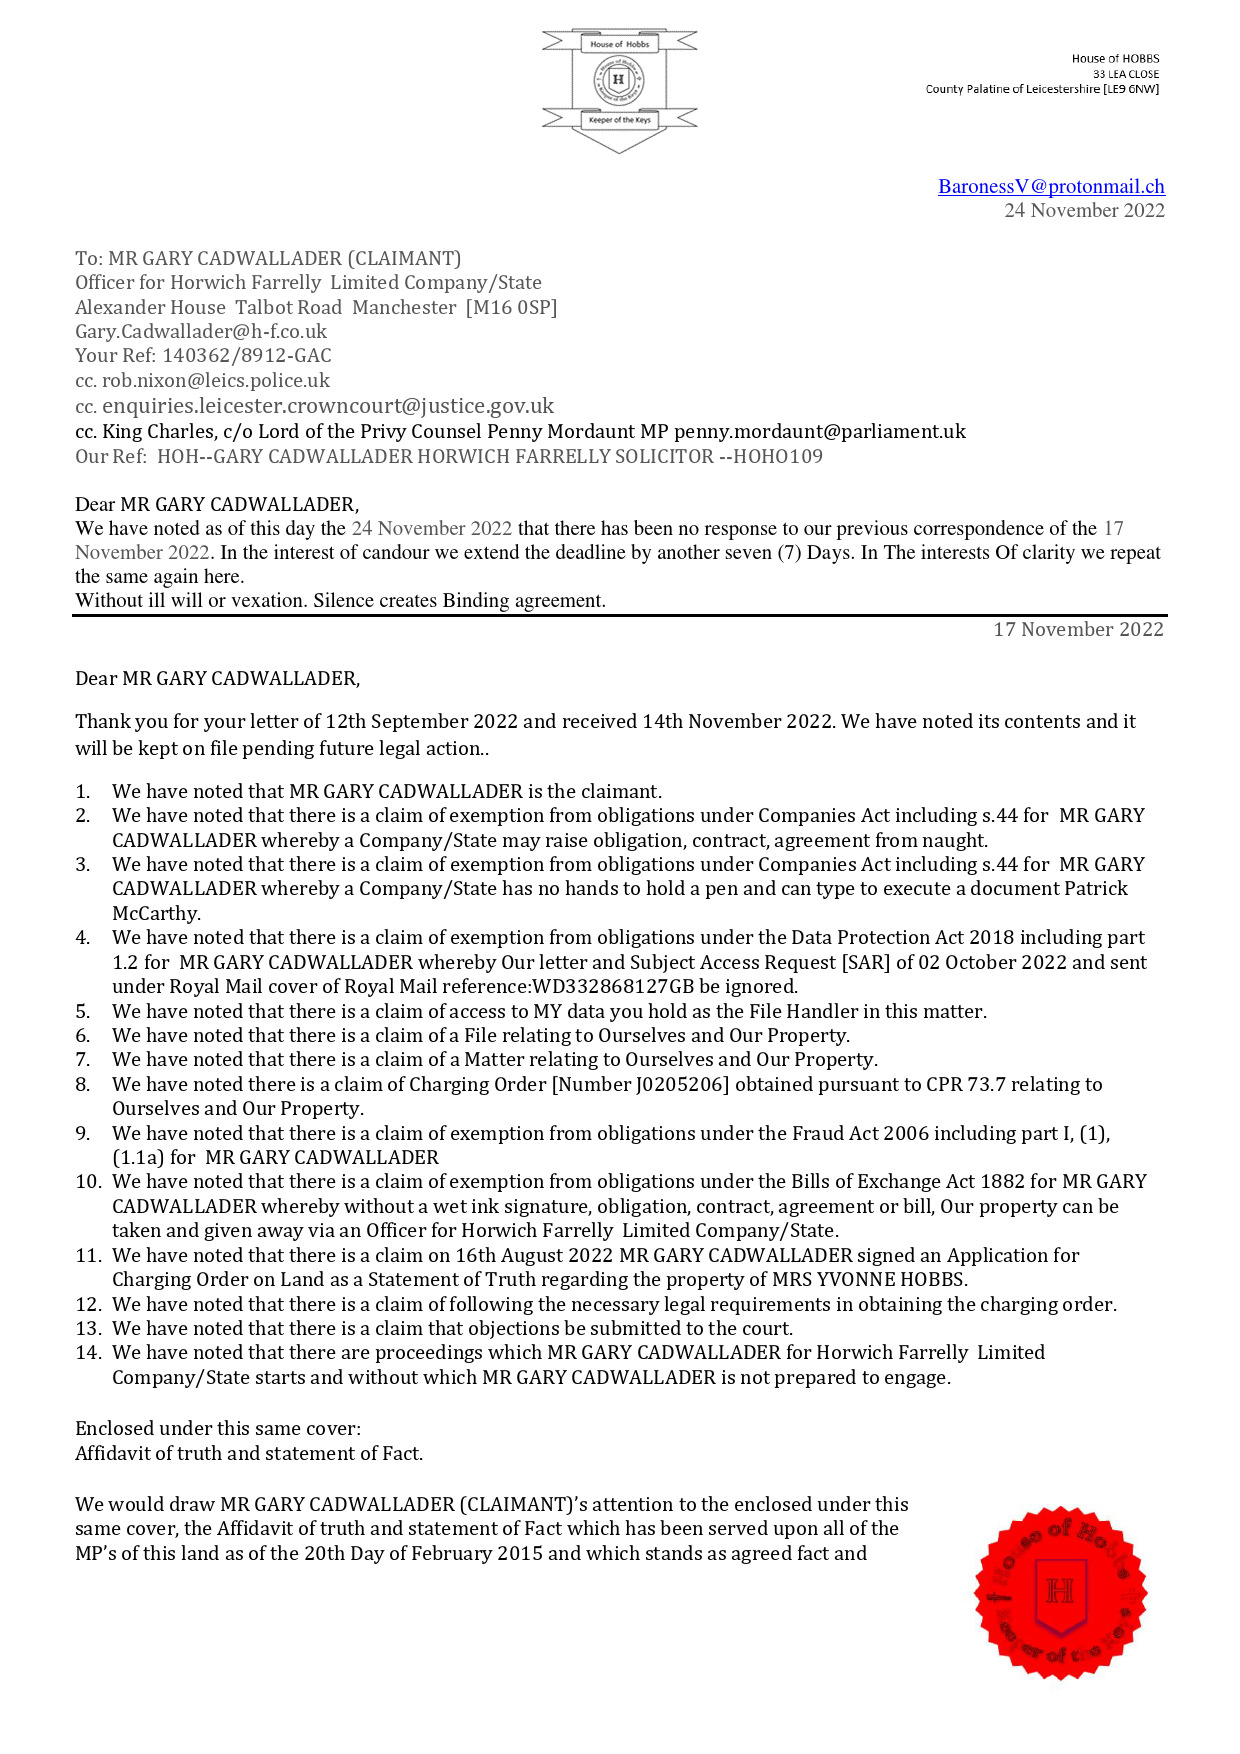 House of Hobbs
House of Hobbs
H
Keeper of the Keys
Keeper of the Keys
House of HOBBS
33 LEA CLOSE
County Palatine of Leicestershire [LE9 6NW]
BaronessV@protonmail.ch
24 November 2022
To: MR GARY CADWALLADER (CLAIMANT)
Officer for Horwich Farrelly Limited Company/State
Alexander House Talbot Road Manchester [M16 0SP]
Gary.Cadwallader@h-f.co.uk
Your Ref: 140362/8912-GAC
cc. rob.nixon@leics.police.uk
cc. enquiries.leicester.crowncourt@justice.gov.uk
cc. King Charles, c/o Lord of the Privy Counsel Penny Mordaunt MP penny.mordaunt@parliament.uk
Our Ref: HOH--GARY CADWALLADER HORWICH FARRELLY SOLICITOR --HOHO109
Dear MR GARY CADWALLADER,
We have noted as of this day the 24 November 2022 that there has been no response to our previous correspondence of the 17
November 2022. In the interest of candour we extend the deadline by another seven (7) Days. In The interests Of clarity we repeat
the same again here.
Without ill will or vexation. Silence creates Binding agreement.
17 November 2022
Dear MR GARY CADWALLADER,
Thank you for your letter of 12th September 2022 and received 14th November 2022. We have noted its contents and it
will be kept on file pending future legal action..
1. We have noted that MR GARY CADWALLADER is the claimant.
2. We have noted that there is a claim of exemption from obligations under Companies Act including s.44 for MR GARY
CADWALLADER whereby a Company/State may raise obligation, contract, agreement from naught.
3. We have noted that there is a claim of exemption from obligations under Companies Act including s.44 for MR GARY
CADWALLADER whereby a Company/State has no hands to hold a pen and can type to execute a document Patrick
McCarthy.
4. We have noted that there is a claim of exemption from obligations under the Data Protection Act 2018 including part
1.2 for MR GARY CADWALLADER whereby Our letter and Subject Access Request [SAR] of 02 October 2022 and sent
under Royal Mail cover of Royal Mail reference:WD332868127GB be ignored.
5. We have noted that there is a claim of access to MY data you hold as the File Handler in this matter.
6. We have noted that there is a claim of a File relating to Ourselves and Our Property.
7. We have noted that there is a claim of a Matter relating to Ourselves and Our Property.
8. We have noted there is a claim of Charging Order [Number J0205206] obtained pursuant to CPR 73.7 relating to
Ourselves and Our Property.
9. We have noted that there is a claim of exemption from obligations under the Fraud Act 2006 including part I, (1),
(1.1a) for MR GARY CADWALLADER
10. We have noted that there is a claim of exemption from obligations under the Bills of Exchange Act 1882 for MR GARY
CADWALLADER whereby without a wet ink signature, obligation, contract, agreement or bill, Our property can be
taken and given away via an Officer for Horwich Farrelly Limited Company/State.
11. We have noted that there is a claim on 16th August 2022 MR GARY CADWALLADER signed an Application for
Charging Order on Land as a Statement of Truth regarding the property of MRS YVONNE HOBBS.
12. We have noted that there is a claim of following the necessary legal requirements in obtaining the charging order.
13. We have noted that there is a claim that objections be submitted to the court.
14. We have noted that there are proceedings which MR GARY CADWALLADER for Horwich Farrelly Limited
Company/State starts and without which MR GARY CADWALLADER is not prepared to engage.
Enclosed under this same cover:
Affidavit of truth and statement of Fact.
We would draw MR GARY CADWALLADER (CLAIMANT)'s attention to the enclosed under this
same cover, the Affidavit of truth and statement of Fact which has been served upon all of the
MP's of this land as of the 20th Day of February 2015 and which stands as agreed fact and
House of Hobbs
H
Keeper of the Keys